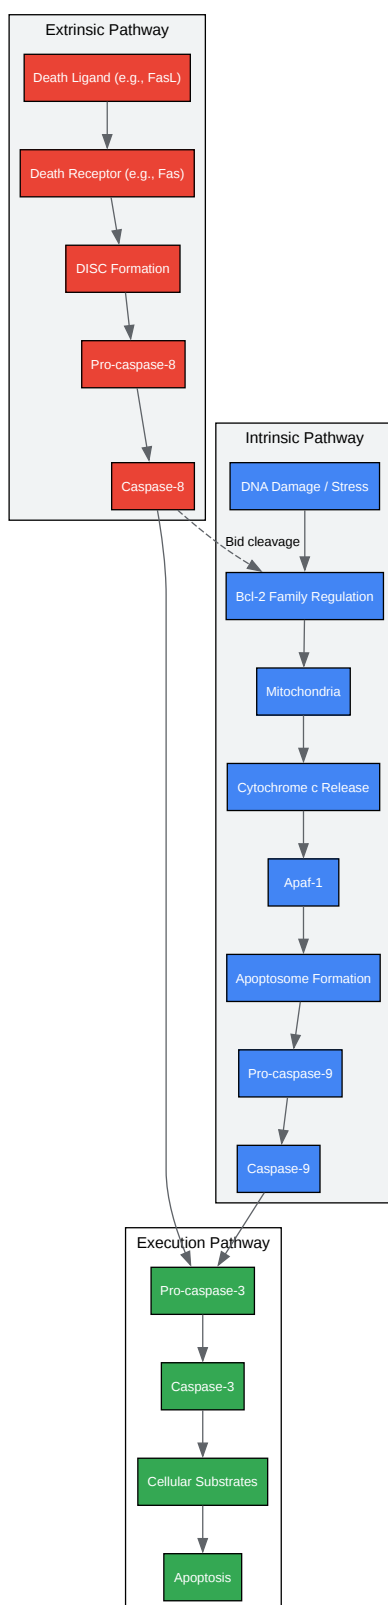 Extrinsic Pathway
Death Ligand (e.g., FasL)
Death Receptor (e.g., Fas)
DISC Formation
Pro-caspase-8
Caspase-8
Intrinsic Pathway
DNA Damage / Stress
Bid cleavage
Bcl-2 Family Regulation
Mitochondria
Cytochrome c Release
Apaf-1
Apoptosome Formation
Pro-caspase-9
Caspase-9
Execution Pathway
Pro-caspase-3
Caspase-3
Cellular Substrates
Apoptosis